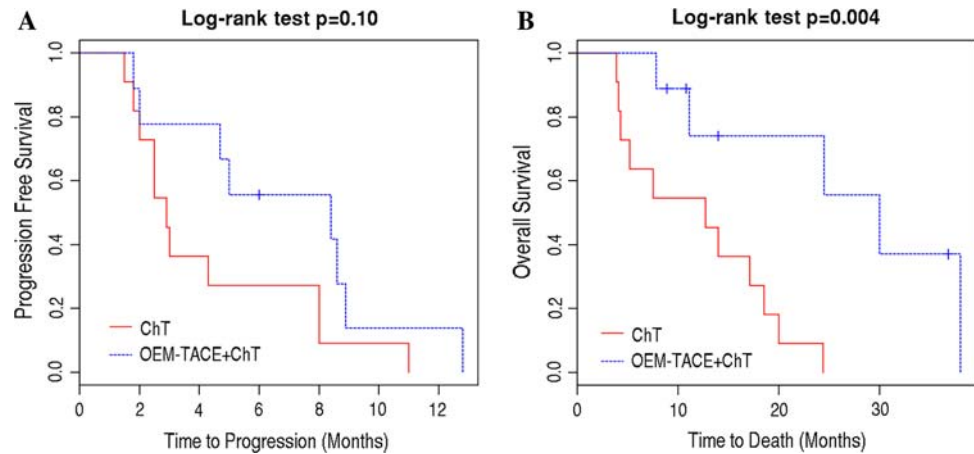 A
Log-rank test p=0.10
Progression Free Survival
1.0
0.8
0.6
0.4
0.2
0.0
ChT
OEM-TACE+ChT
0 2 4 6 8 10 12
Time to Progression (Months)
B
Log-rank test p=0.004
Overall Survival
1.0
0.8
0.6
0.4
0.2
0.0
ChT
OEM-TACE+ChT
0 10 20 30
Time to Death (Months)